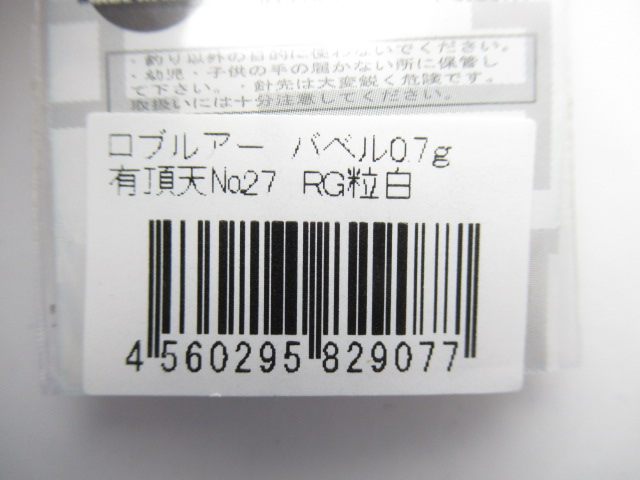 ・釣り以外の目的に使わないでください。
・幼児・子供の手の届かない所に保管し
て下さい。・針先は大変鋭く危険です。
取扱いには十分注意してください。
ロブルアー　バベル0.7g
有頂天No.27　RG粒白
4 560295 829077